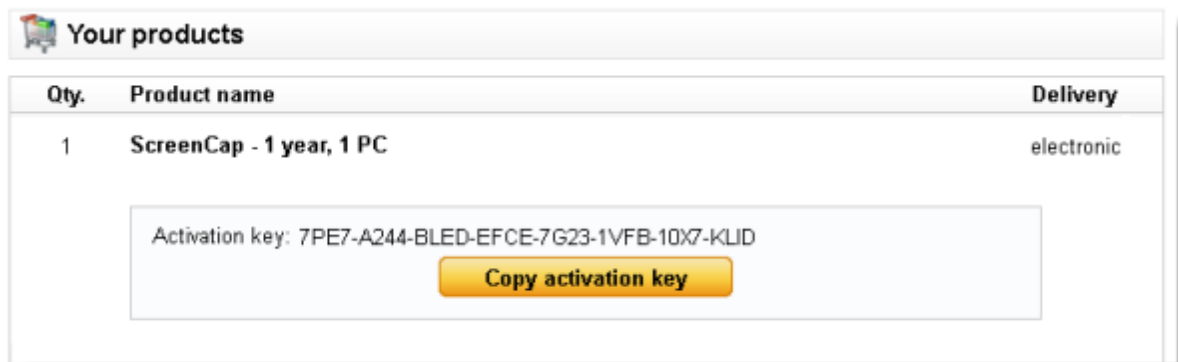 Your products
Qty. Product name Delivery
1 ScreenCap - 1 year, 1 PC electronic
Activation key: 7PE7-A244-BLED-EFCE-7G23-1VFB-10X7-KLID
Copy activation key